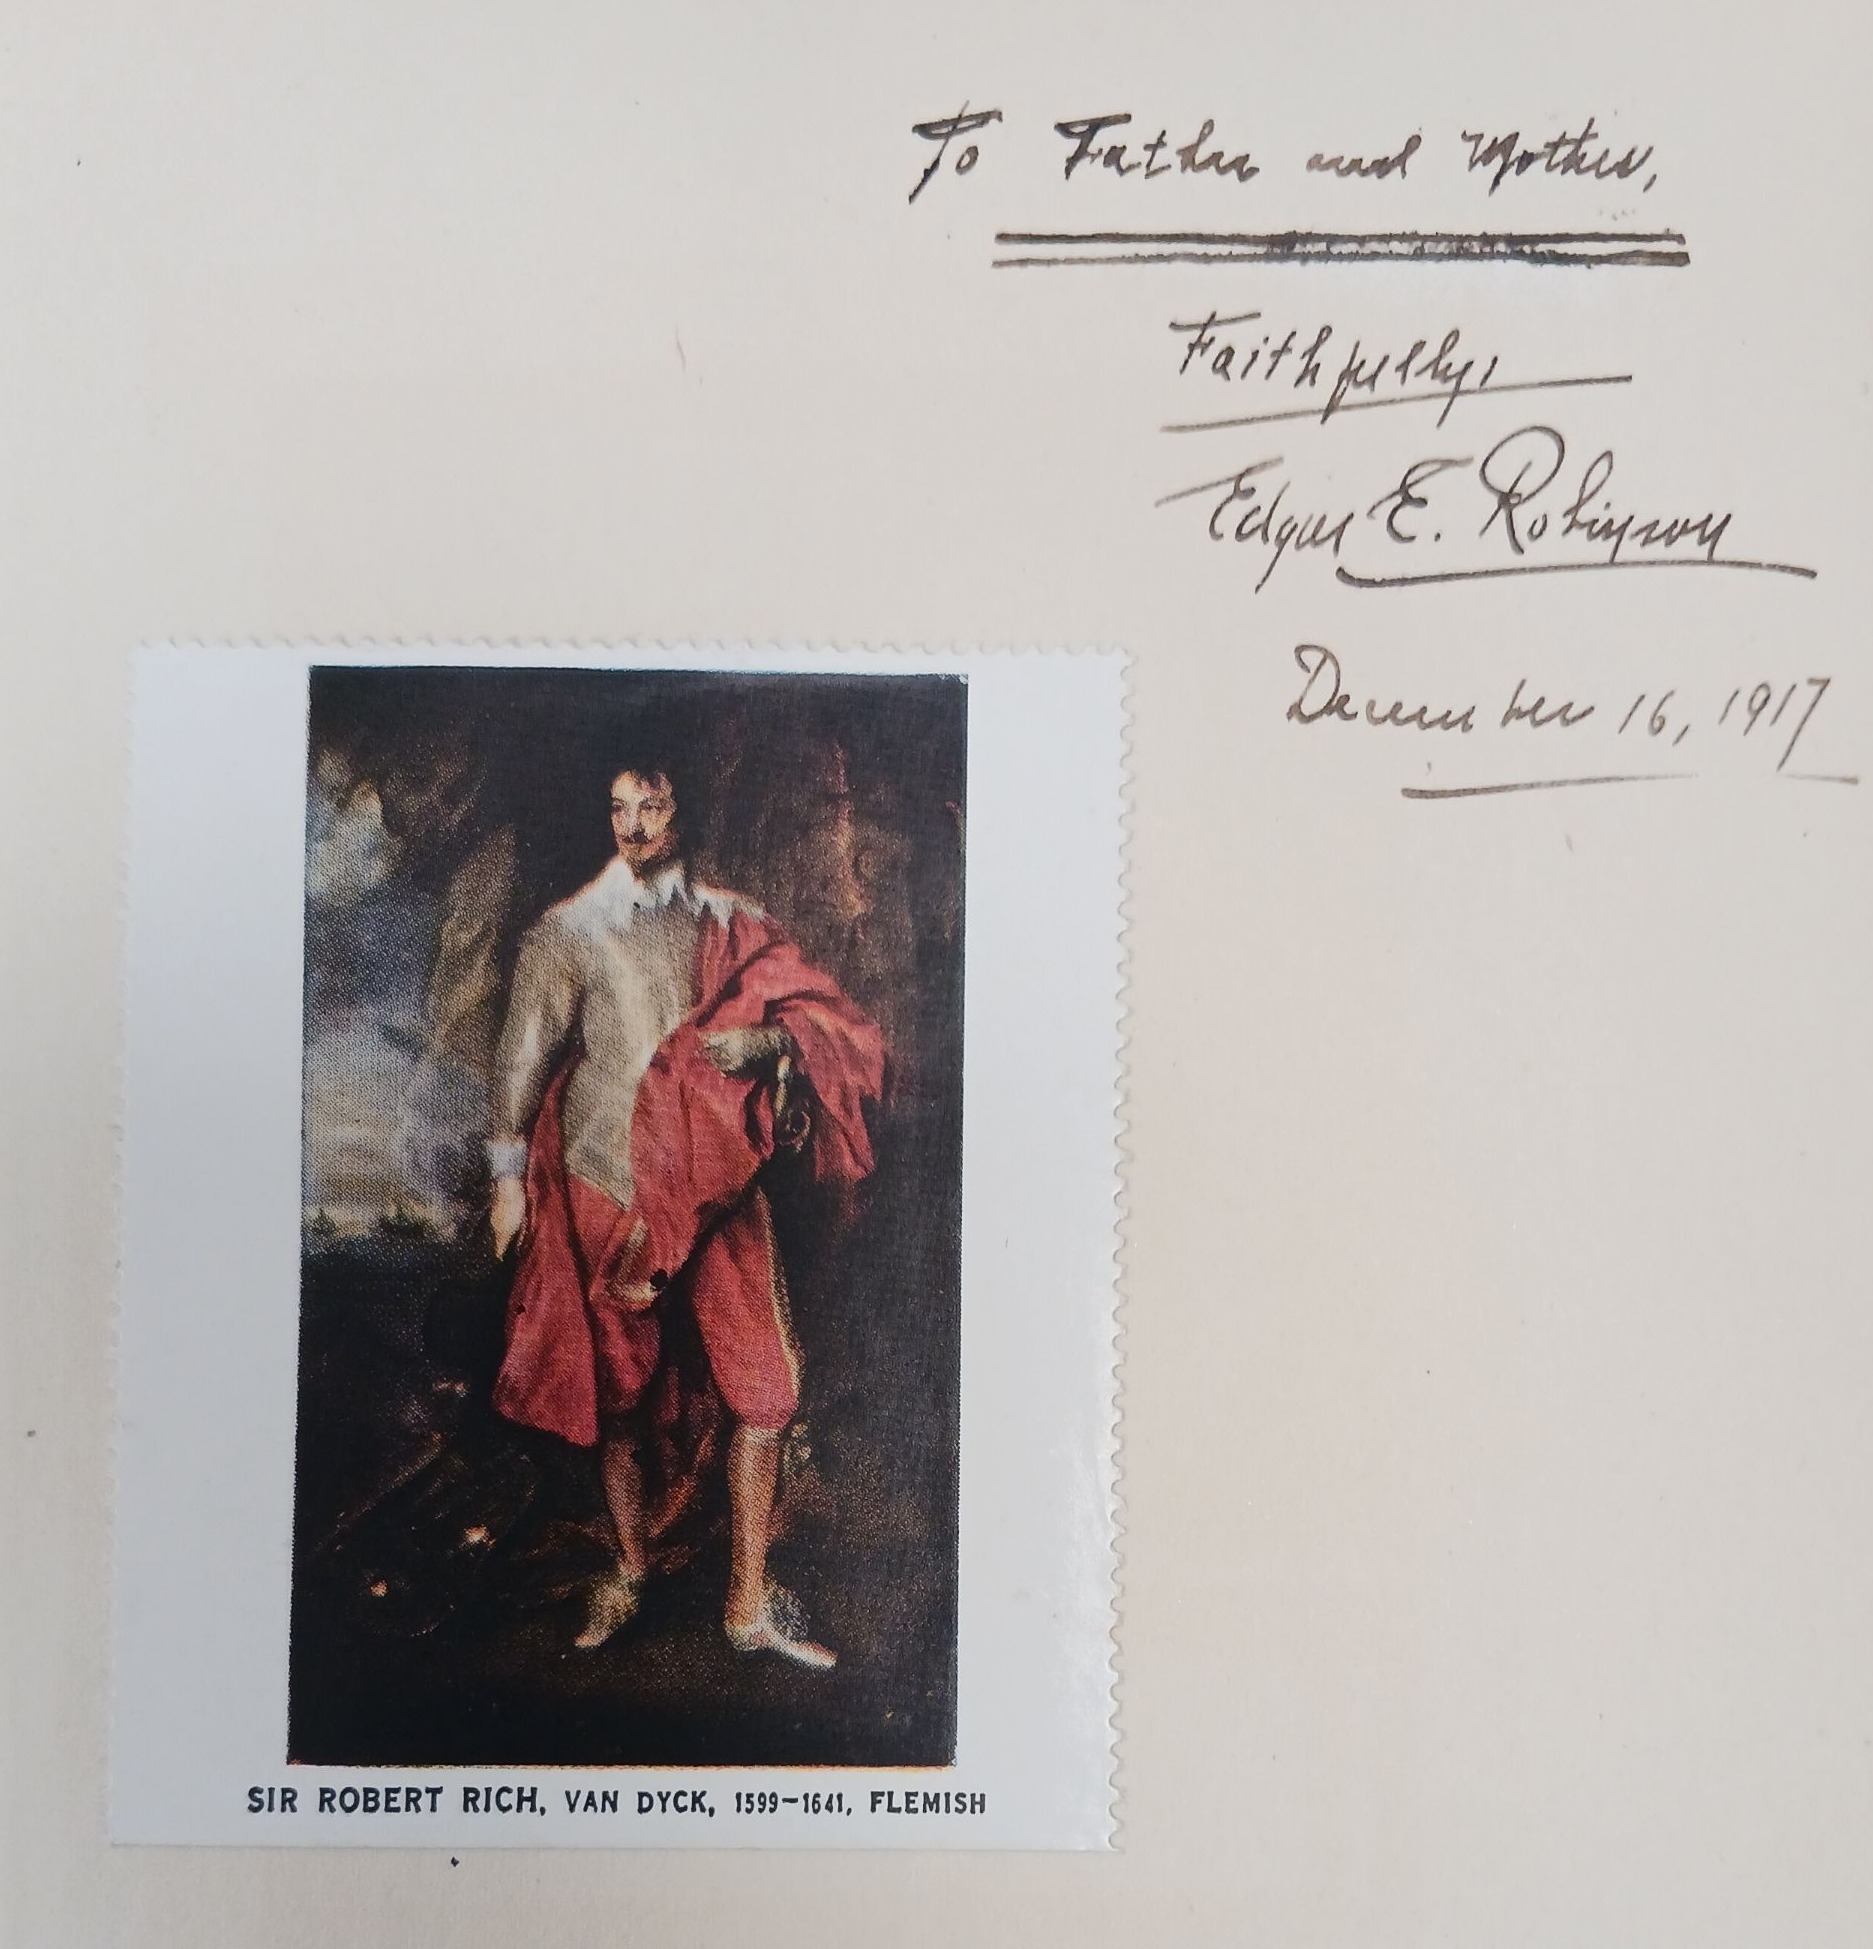 To Father and Mother,
Faithfully,
Edgar E. Robinson
December 16, 1917
SIR ROBERT RICH, VAN DYCK, 1599–1641, FLEMISH